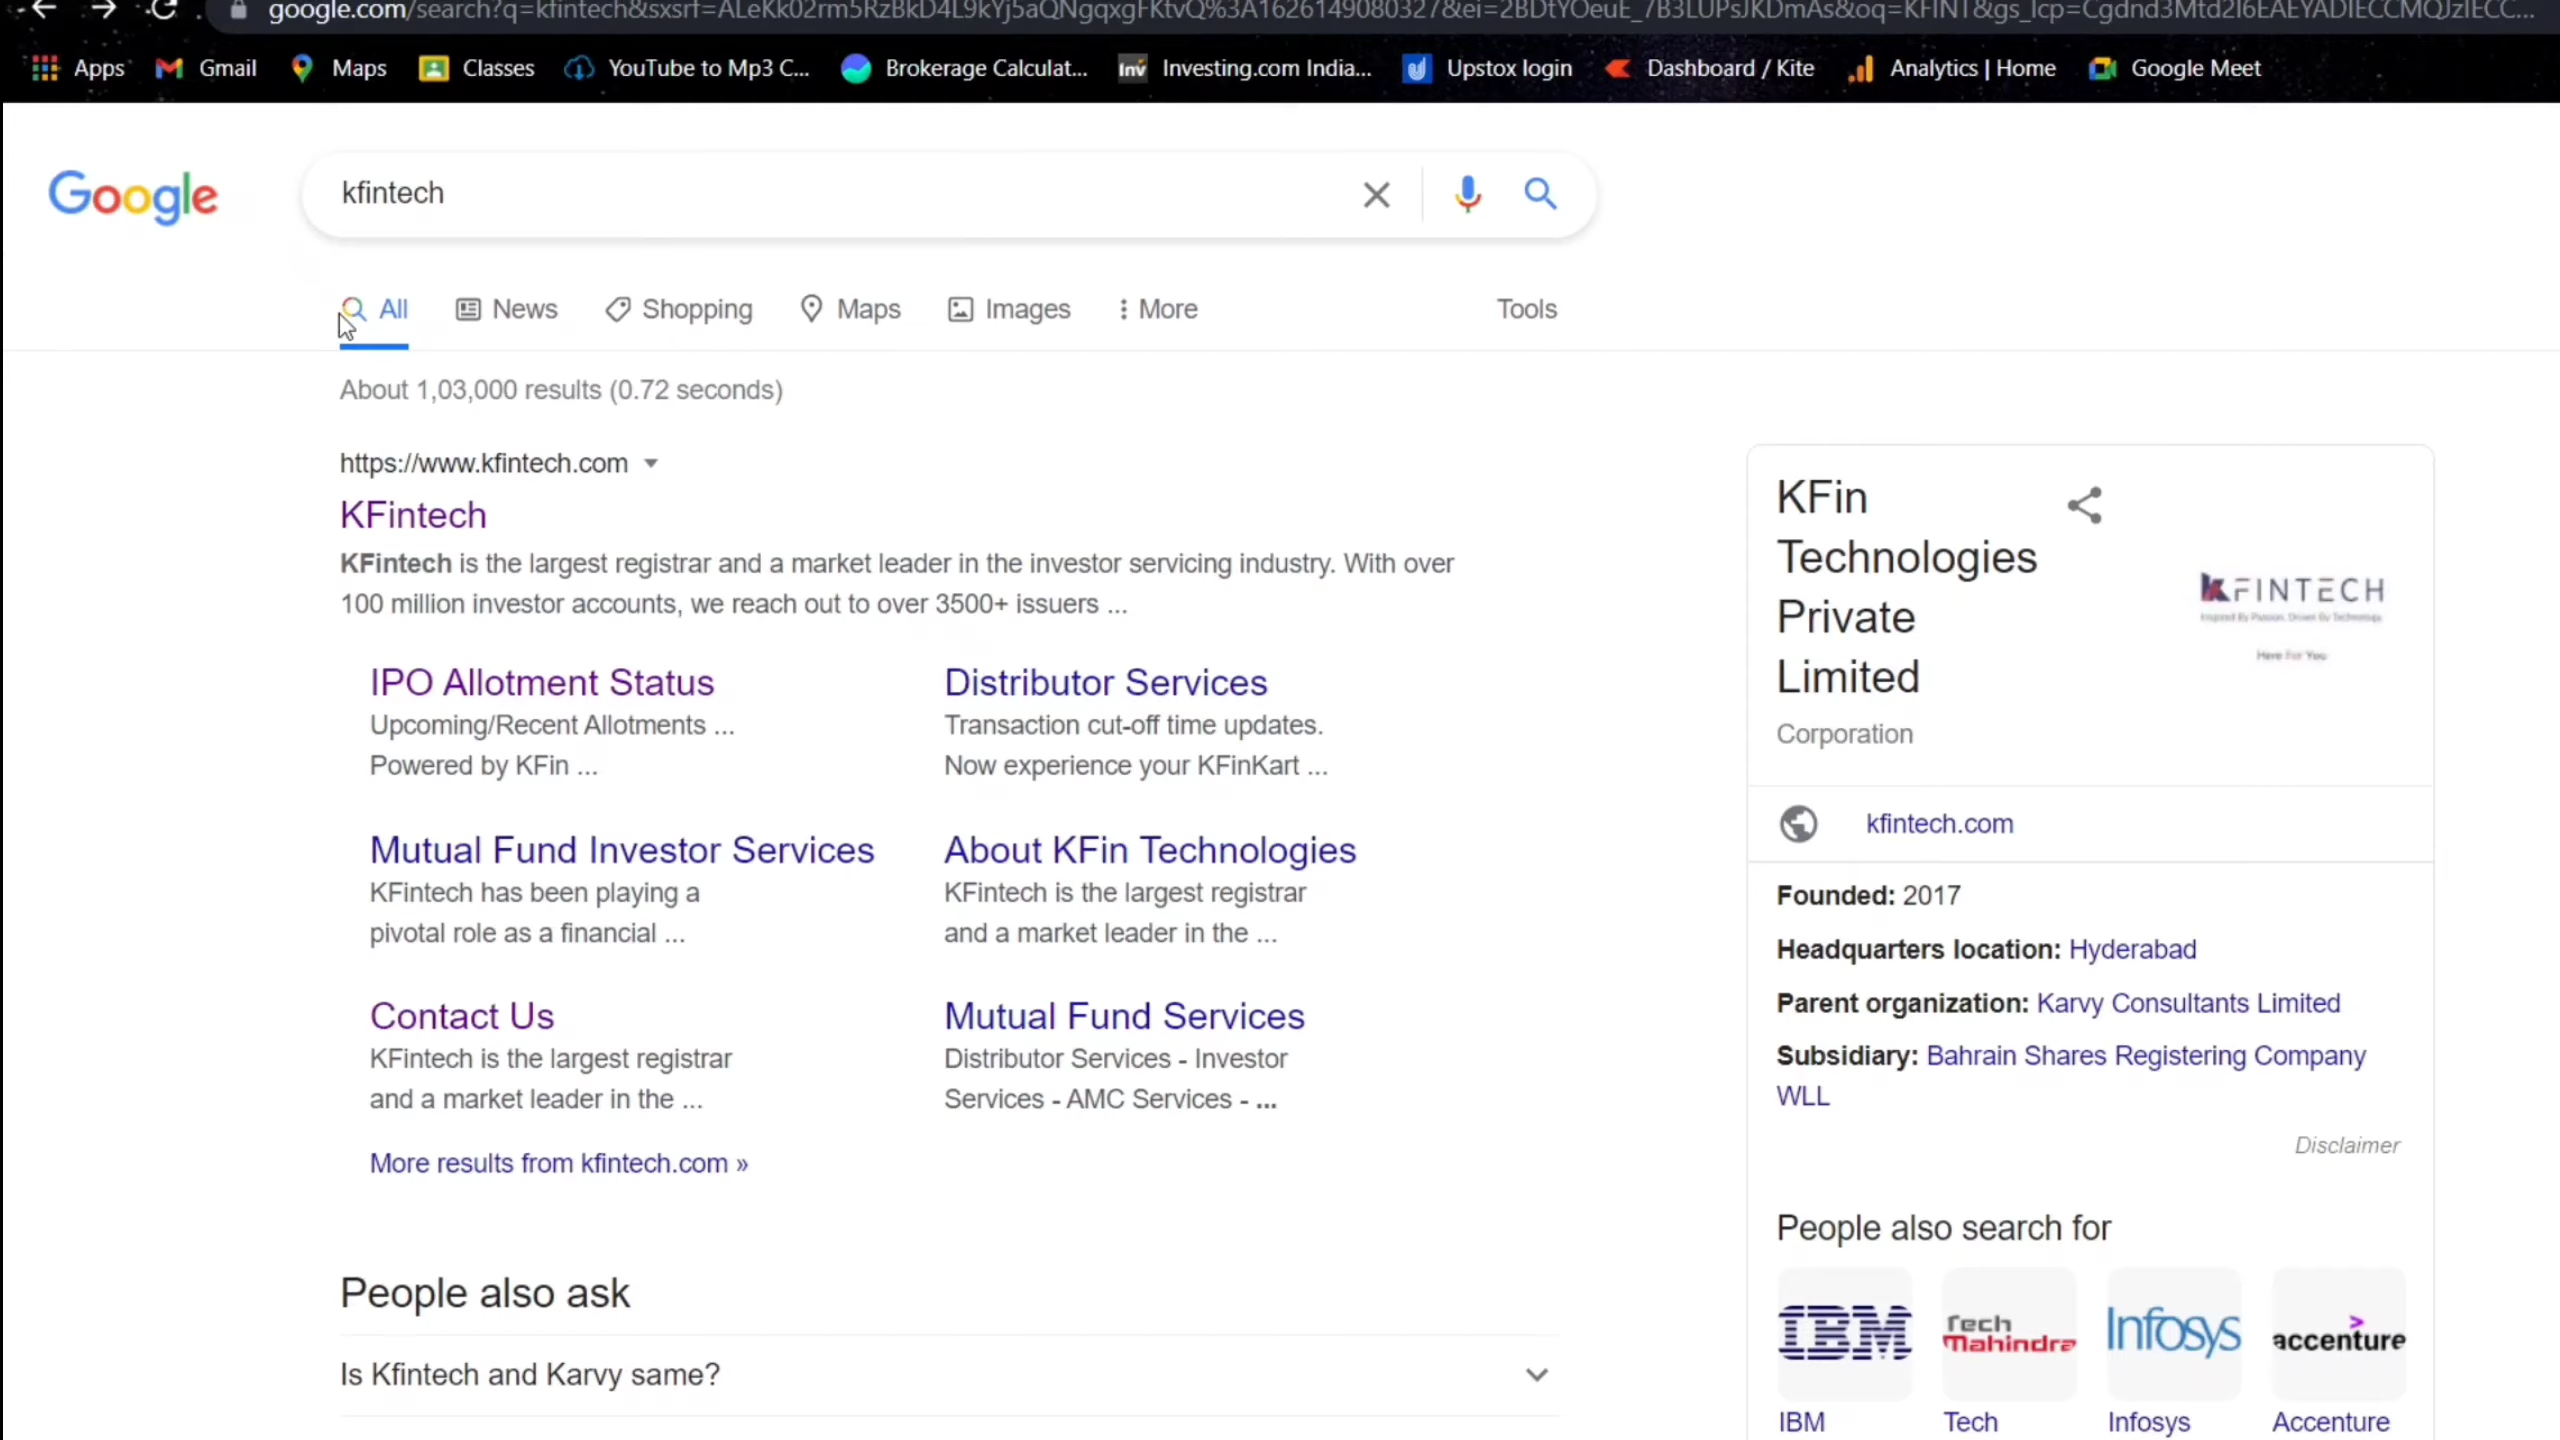 google.com/search?q=kfintech&sxsrf=ALeKk02rm5RzBkD4L9kYj5aQNgqxgFKtvQ%3A1626149080327&ei=2BDtYOeuE_7B3LUPsJKDmAs&oq=KFINT&gs_lcp=Cgdnd3Mtd2l6EAEYADIECCMQJzIECC...
Apps Gmail Maps Classes YouTube to Mp3 C... Brokerage Calculat... Inv Investing.com India... Upstox login Dashboard / Kite Analytics | Home Google Meet
Google
kfintech
All News Shopping Maps Images More Tools
About 1,03,000 results (0.72 seconds)
https://www.kfintech.com
KFintech
KFintech is the largest registrar and a market leader in the investor servicing industry. With over
100 million investor accounts, we reach out to over 3500+ issuers ...
IPO Allotment Status
Upcoming/Recent Allotments ...
Powered by KFin ...
Distributor Services
Transaction cut-off time updates.
Now experience your KFinKart ...
Mutual Fund Investor Services
KFintech has been playing a
pivotal role as a financial ...
About KFin Technologies
KFintech is the largest registrar
and a market leader in the ...
Contact Us
KFintech is the largest registrar
and a market leader in the ...
Mutual Fund Services
Distributor Services - Investor
Services - AMC Services - ...
More results from kfintech.com »
People also ask
Is Kfintech and Karvy same?
KFin
Technologies
Private
Limited
Corporation
KFINTECH
Inspired By Passion. Driven By Technology.
Here For You
kfintech.com
Founded: 2017
Headquarters location: Hyderabad
Parent organization: Karvy Consultants Limited
Subsidiary: Bahrain Shares Registering Company
WLL
Disclaimer
People also search for
IBM
Tech
Mahindra
Infosys
accenture
IBM Tech Infosys Accenture